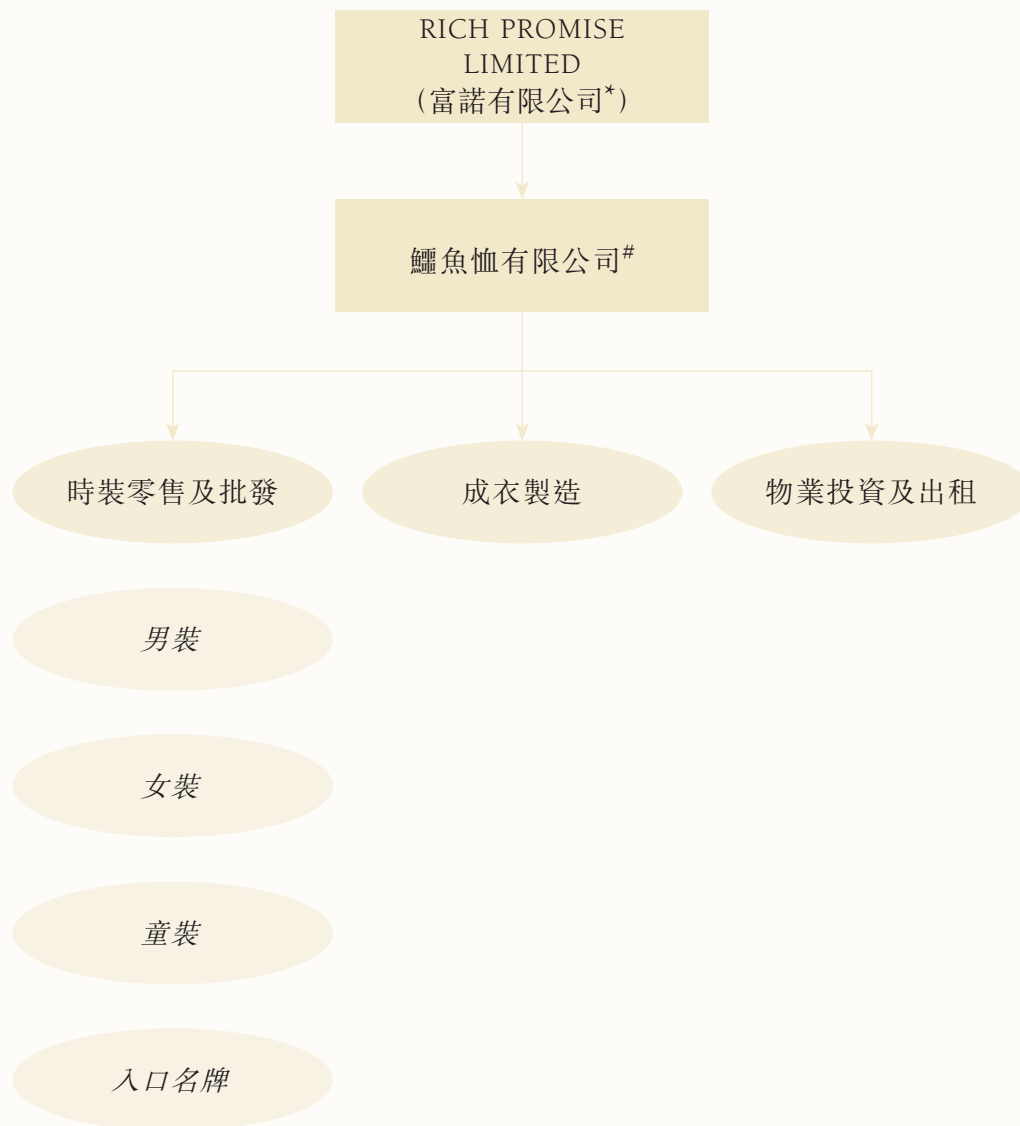 RICH PROMISE
LIMITED
(富諾有限公司*)
鱷魚恤有限公司#
時裝零售及批發
成衣製造
物業投資及出租
男裝
女裝
童裝
入口名牌